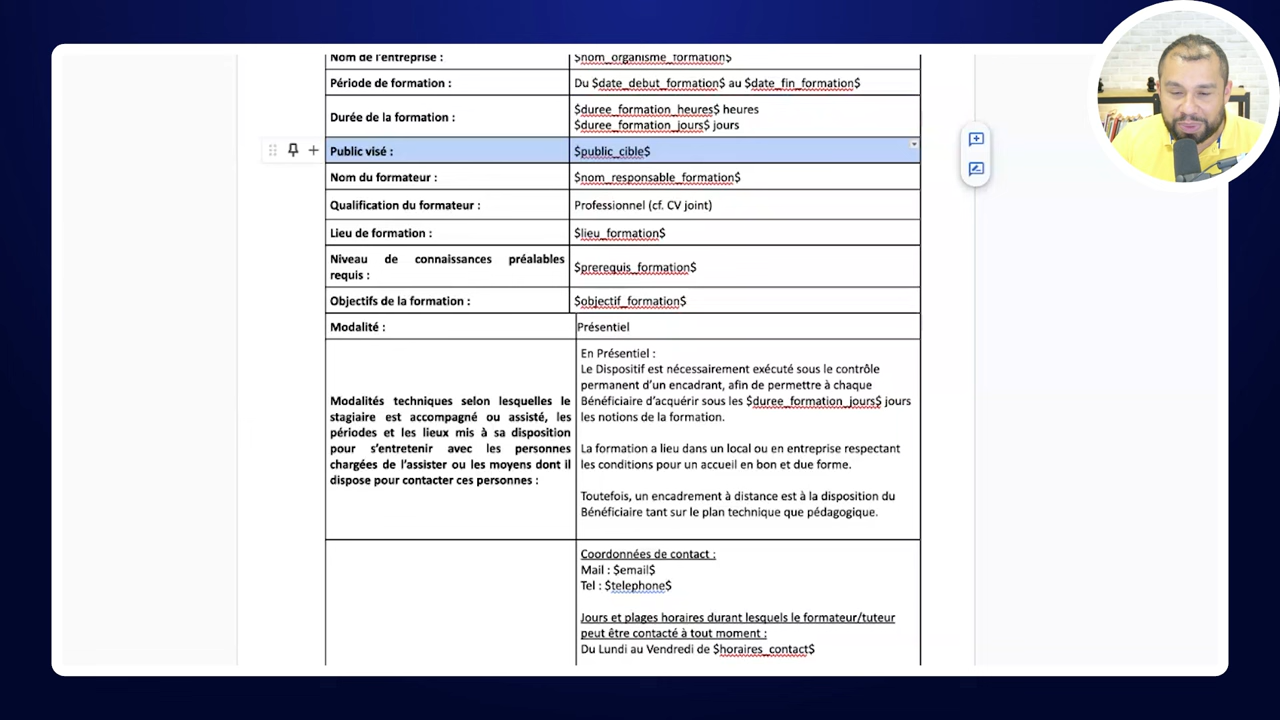 Nom de l'entreprise :
$nom_organisme_formation$
Période de formation :
Du $date_debut_formation$ au $date_fin_formation$
Durée de la formation :
$duree_formation_heures$ heures
$duree_formation_jours$ jours
Public visé :
$public_cible$
Nom du formateur :
$nom_responsable_formation$
Qualification du formateur :
Professionnel (cf. CV joint)
Lieu de formation :
$lieu_formation$
Niveau de connaissances préalables
requis :
$prerequis_formation$
Objectifs de la formation :
$objectif_formation$
Modalité :
Présentiel
Modalités techniques selon lesquelles le
stagiaire est accompagné ou assisté, les
périodes et les lieux mis à sa disposition
pour s'entretenir avec les personnes
chargées de l'assister ou les moyens dont il
dispose pour contacter ces personnes :
En Présentiel :
Le Dispositif est nécessairement exécuté sous le contrôle
permanent d'un encadrant, afin de permettre à chaque
Bénéficiaire d'acquérir sous les $duree_formation_jours$ jours
les notions de la formation.
La formation a lieu dans un local ou en entreprise respectant
les conditions pour un accueil en bon et due forme.
Toutefois, un encadrement à distance est à la disposition du
Bénéficiaire tant sur le plan technique que pédagogique.
Coordonnées de contact :
Mail : $email$
Tel : $telephone$
Jours et plages horaires durant lesquels le formateur/tuteur
peut être contacté à tout moment :
Du Lundi au Vendredi de $horaires_contact$